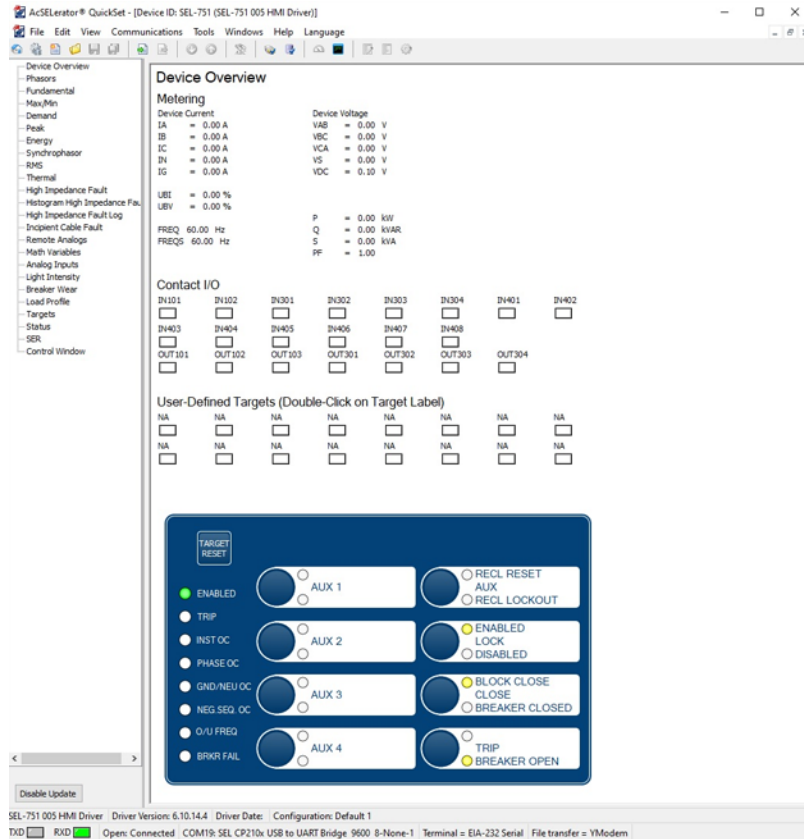 AcSELerator® QuickSet - [Device ID: SEL-751 (SEL-751 005 HMI Driver)]
File Edit View Communications Tools Windows Help Language
Device Overview
Phasors
Fundamental
Max/Min
Demand
Peak
Energy
Synchrophasor
RMS
Thermal
High Impedance Fault
Histogram High Impedance Fau
High Impedance Fault Log
Incipient Cable Fault
Remote Analogs
Math Variables
Analog Inputs
Light Intensity
Breaker Wear
Load Profile
Targets
Status
SER
Control Window
Disable Update
Device Overview
Metering
Device Current Device Voltage
IA = 0.00 A VAB = 0.00 V
IB = 0.00 A VBC = 0.00 V
IC = 0.00 A VCA = 0.00 V
IN = 0.00 A VS = 0.00 V
IG = 0.00 A VDC = 0.10 V
UBI = 0.00 %
UBV = 0.00 %
P = 0.00 kW
FREQ 60.00 Hz Q = 0.00 kVAR
FREQS 60.00 Hz S = 0.00 kVA
PF = 1.00
Contact I/O
IN101 IN102 IN301 IN302 IN303 IN304 IN401 IN402
IN403 IN404 IN405 IN406 IN407 IN408
OUT101 OUT102 OUT103 OUT301 OUT302 OUT303 OUT304
User-Defined Targets (Double-Click on Target Label)
NA NA NA NA NA NA NA NA
NA NA NA NA NA NA NA NA
TARGET
RESET
ENABLED
TRIP
INST OC
PHASE OC
GND/NEU OC
NEG.SEQ. OC
O/U FREQ
BRKR FAIL
AUX 1
AUX 2
AUX 3
AUX 4
RECL RESET
AUX
RECL LOCKOUT
ENABLED
LOCK
DISABLED
BLOCK CLOSE
CLOSE
BREAKER CLOSED
TRIP
BREAKER OPEN
SEL-751 005 HMI Driver Driver Version: 6.10.14.4 Driver Date: Configuration: Default 1
TXD RXD Open: Connected COM19: SEL CP210x USB to UART Bridge 9600 8-None-1 Terminal = EIA-232 Serial File transfer = YModem